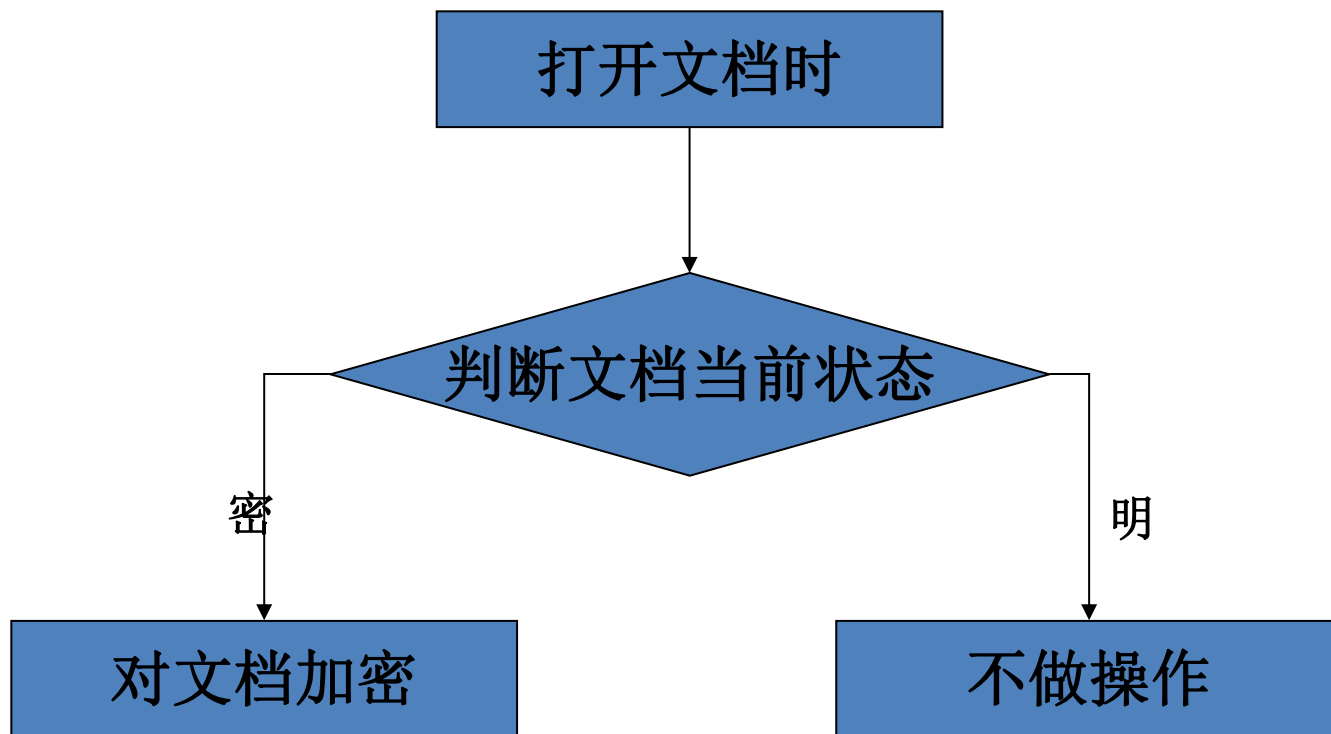 打开文档时
判断文档当前状态
密
明
对文档加密
不做操作